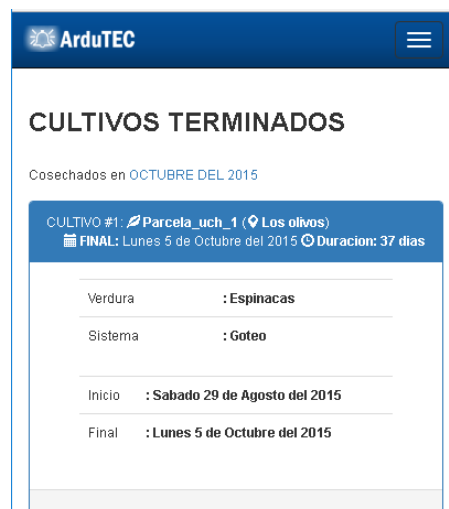 ArduTEC
CULTIVOS TERMINADOS
Cosechados en OCTUBRE DEL 2015
CULTIVO #1: Parcela_uch_1 ( Los olivos)
FINAL: Lunes 5 de Octubre del 2015 Duracion: 37 dias
Verdura : Espinacas
Sistema : Goteo
Inicio : Sabado 29 de Agosto del 2015
Final : Lunes 5 de Octubre del 2015